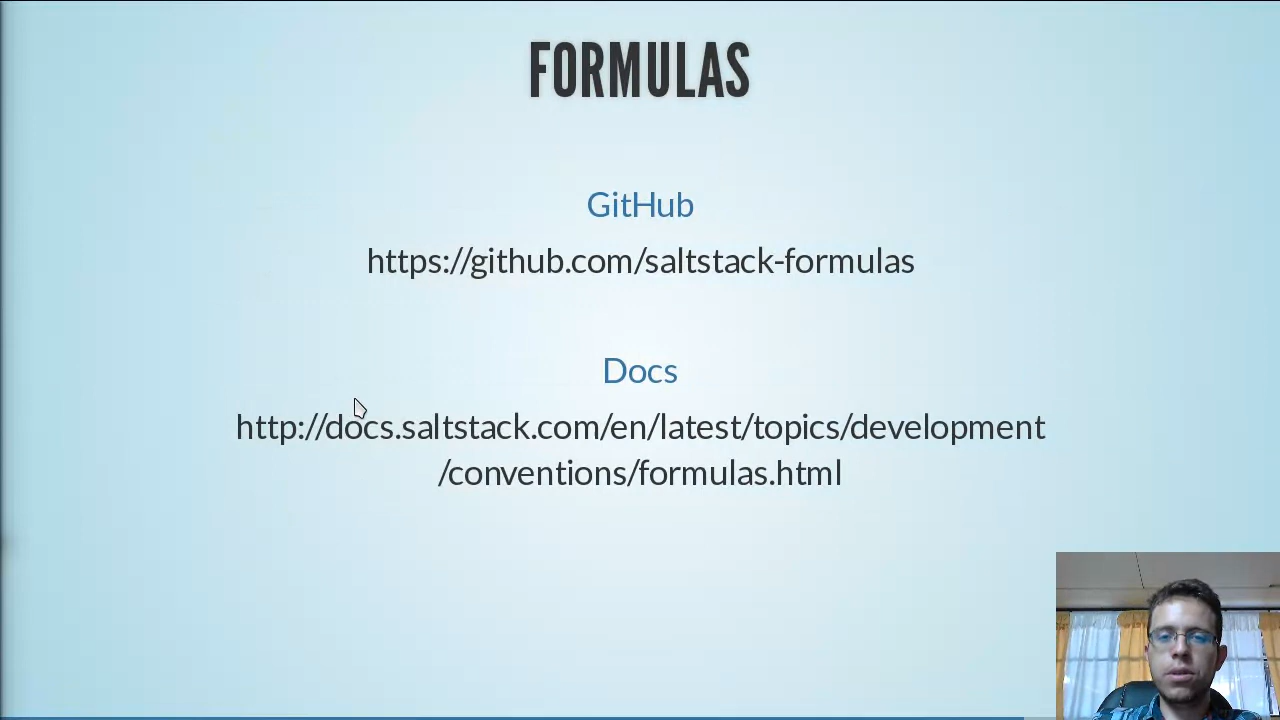 FORMULAS
GitHub
https://github.com/saltstack-formulas
Docs
http://docs.saltstack.com/en/latest/topics/development
/conventions/formulas.html